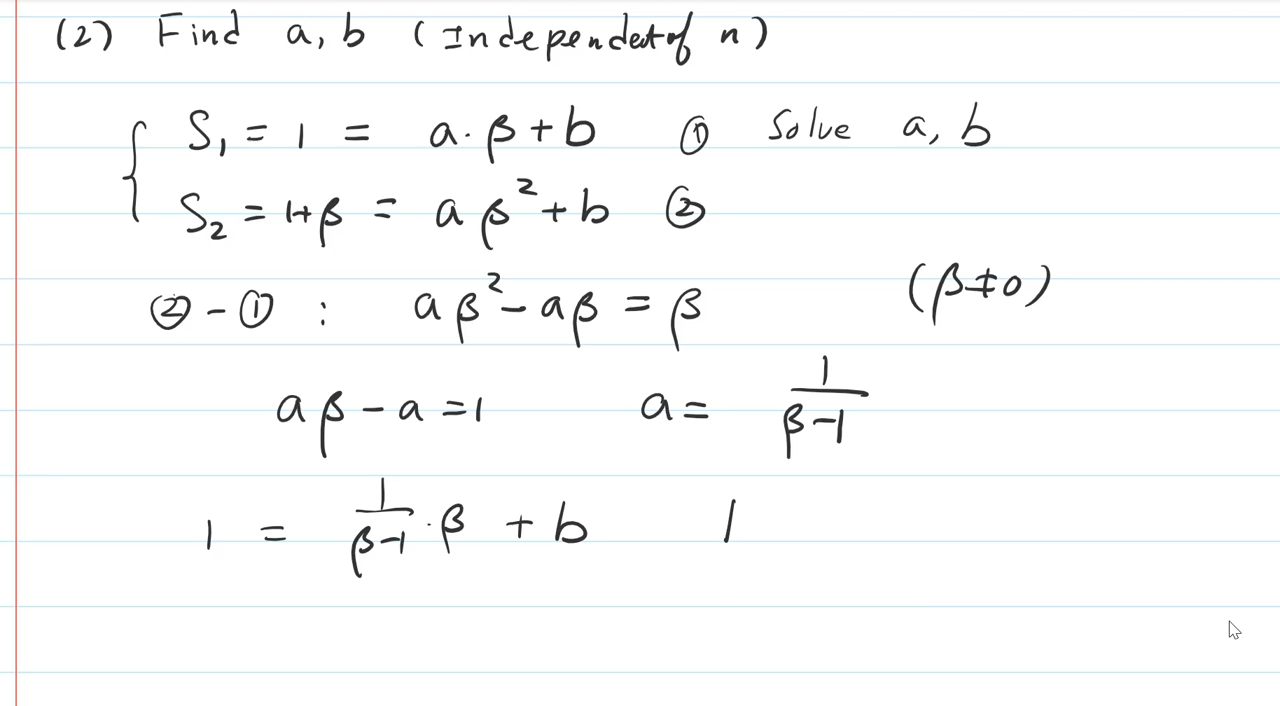 (2) Find a, b (Independent of n)
S₁ = 1 = a · β + b ① Solve a, b
S₂ = 1+β = aβ² + b ②
(β≠0)
② - ① : aβ² - aβ = β
aβ - a = 1 a = 1/(β-1)
1 = 1/(β-1) · β + b 1